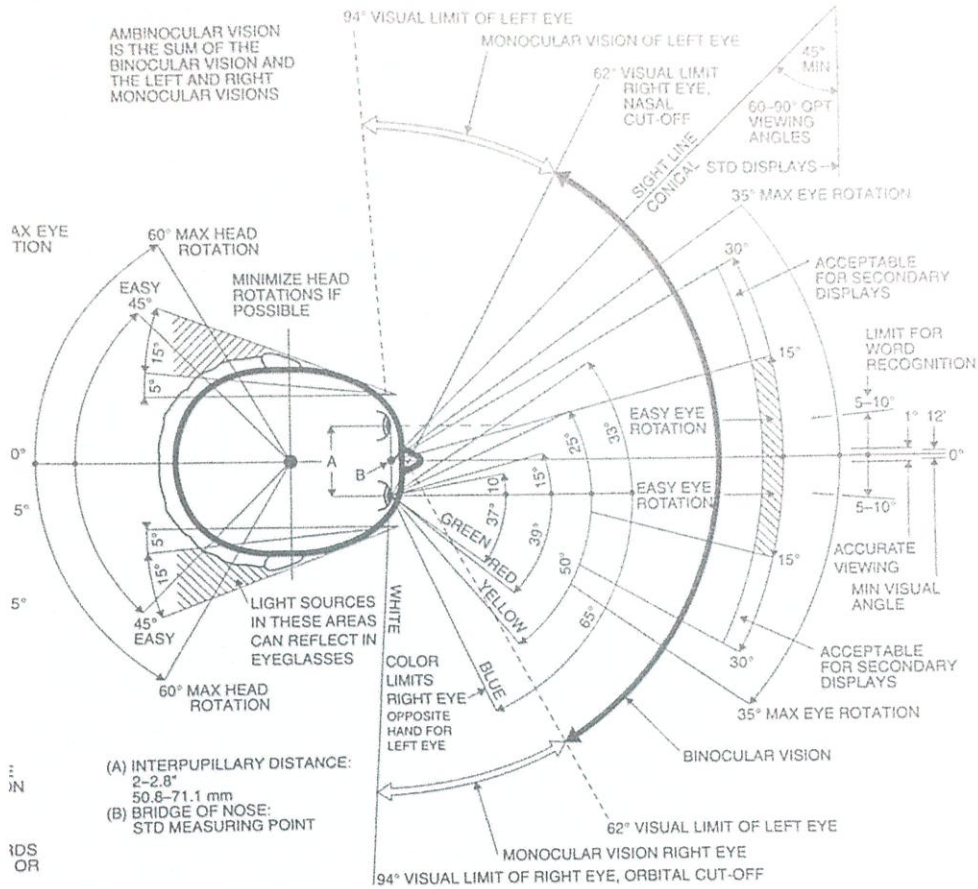 94° VISUAL LIMIT OF LEFT EYE
AMBINOCULAR VISION
IS THE SUM OF THE
BINOCULAR VISION AND
THE LEFT AND RIGHT
MONOCULAR VISIONS
MONOCULAR VISION OF LEFT EYE
62° VISUAL LIMIT
RIGHT EYE,
NASAL
CUT-OFF
45°
MIN
60–90° OPT
VIEWING
ANGLES
STD DISPLAYS
SIGHT LINE
CONICAL
35° MAX EYE ROTATION
AX EYE
TION
60° MAX HEAD
ROTATION
EASY
45°
MINIMIZE HEAD
ROTATIONS IF
POSSIBLE
15°
5°
30°
ACCEPTABLE
FOR SECONDARY
DISPLAYS
15°
LIMIT FOR
WORD
RECOGNITION
5–10°
1°
12'
0°
EASY EYE
ROTATION
EASY EYE
ROTATION
33°
25°
15°
10
37°
39°
50°
65°
A
B
0°
5°
5°
GREEN
RED
YELLOW
BLUE
WHITE
5–10°
15°
ACCURATE
VIEWING
MIN VISUAL
ANGLE
5°
15°
45°
EASY
LIGHT SOURCES
IN THESE AREAS
CAN REFLECT IN
EYEGLASSES
60° MAX HEAD
ROTATION
COLOR
LIMITS
RIGHT EYE
OPPOSITE
HAND FOR
LEFT EYE
30°
ACCEPTABLE
FOR SECONDARY
DISPLAYS
35° MAX EYE ROTATION
BINOCULAR VISION
(A) INTERPUPILLARY DISTANCE:
2–2.8"
50.8–71.1 mm
(B) BRIDGE OF NOSE:
STD MEASURING POINT
62° VISUAL LIMIT OF LEFT EYE
MONOCULAR VISION RIGHT EYE
94° VISUAL LIMIT OF RIGHT EYE, ORBITAL CUT-OFF
ON
RDS
OR